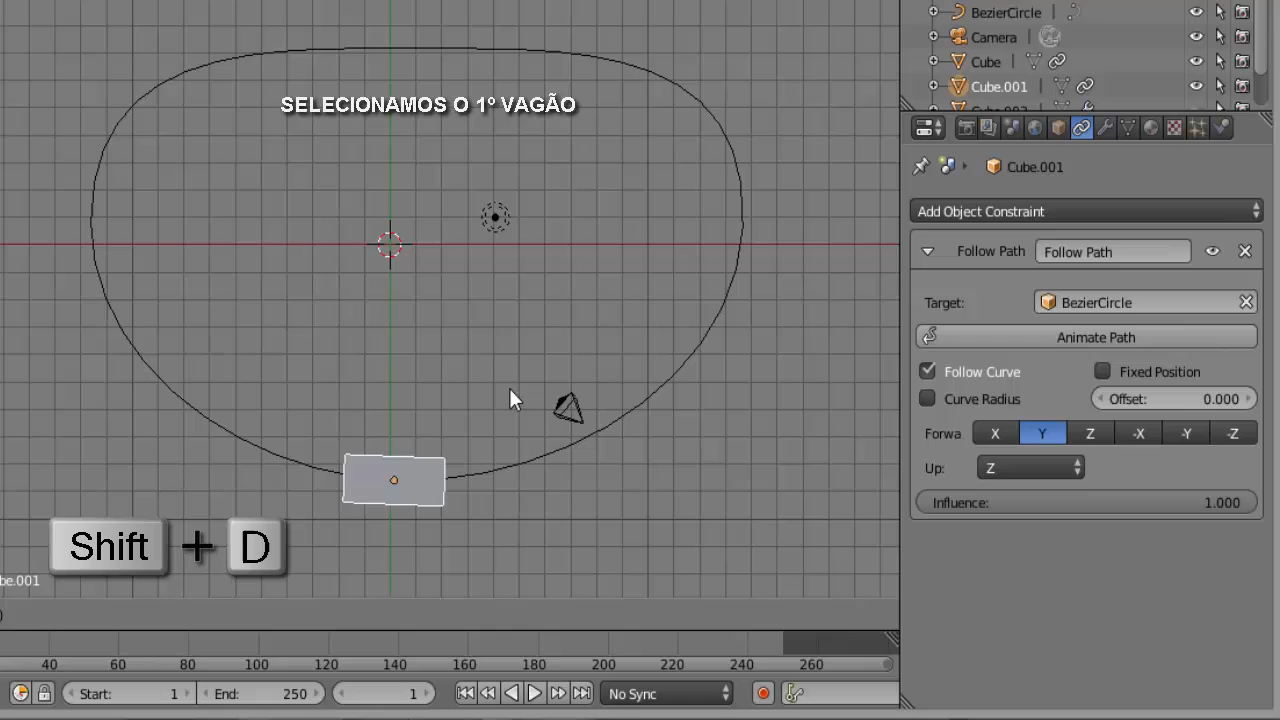 BezierCircle
Camera
Cube
Cube.001
SELECIONAMOS O 1º VAGÃO
Cube.001
Add Object Constraint
Follow Path
Follow Path
Target:
BezierCircle
Animate Path
Follow Curve
Fixed Position
Curve Radius
Offset: 0.000
Forwa
X Y Z -X -Y -Z
Up:
Z
Influence: 1.000
Shift + D
be.001
40 60 80 100 120 140 160 180 200 220 240 260
Start: 1
End: 250
1
No Sync